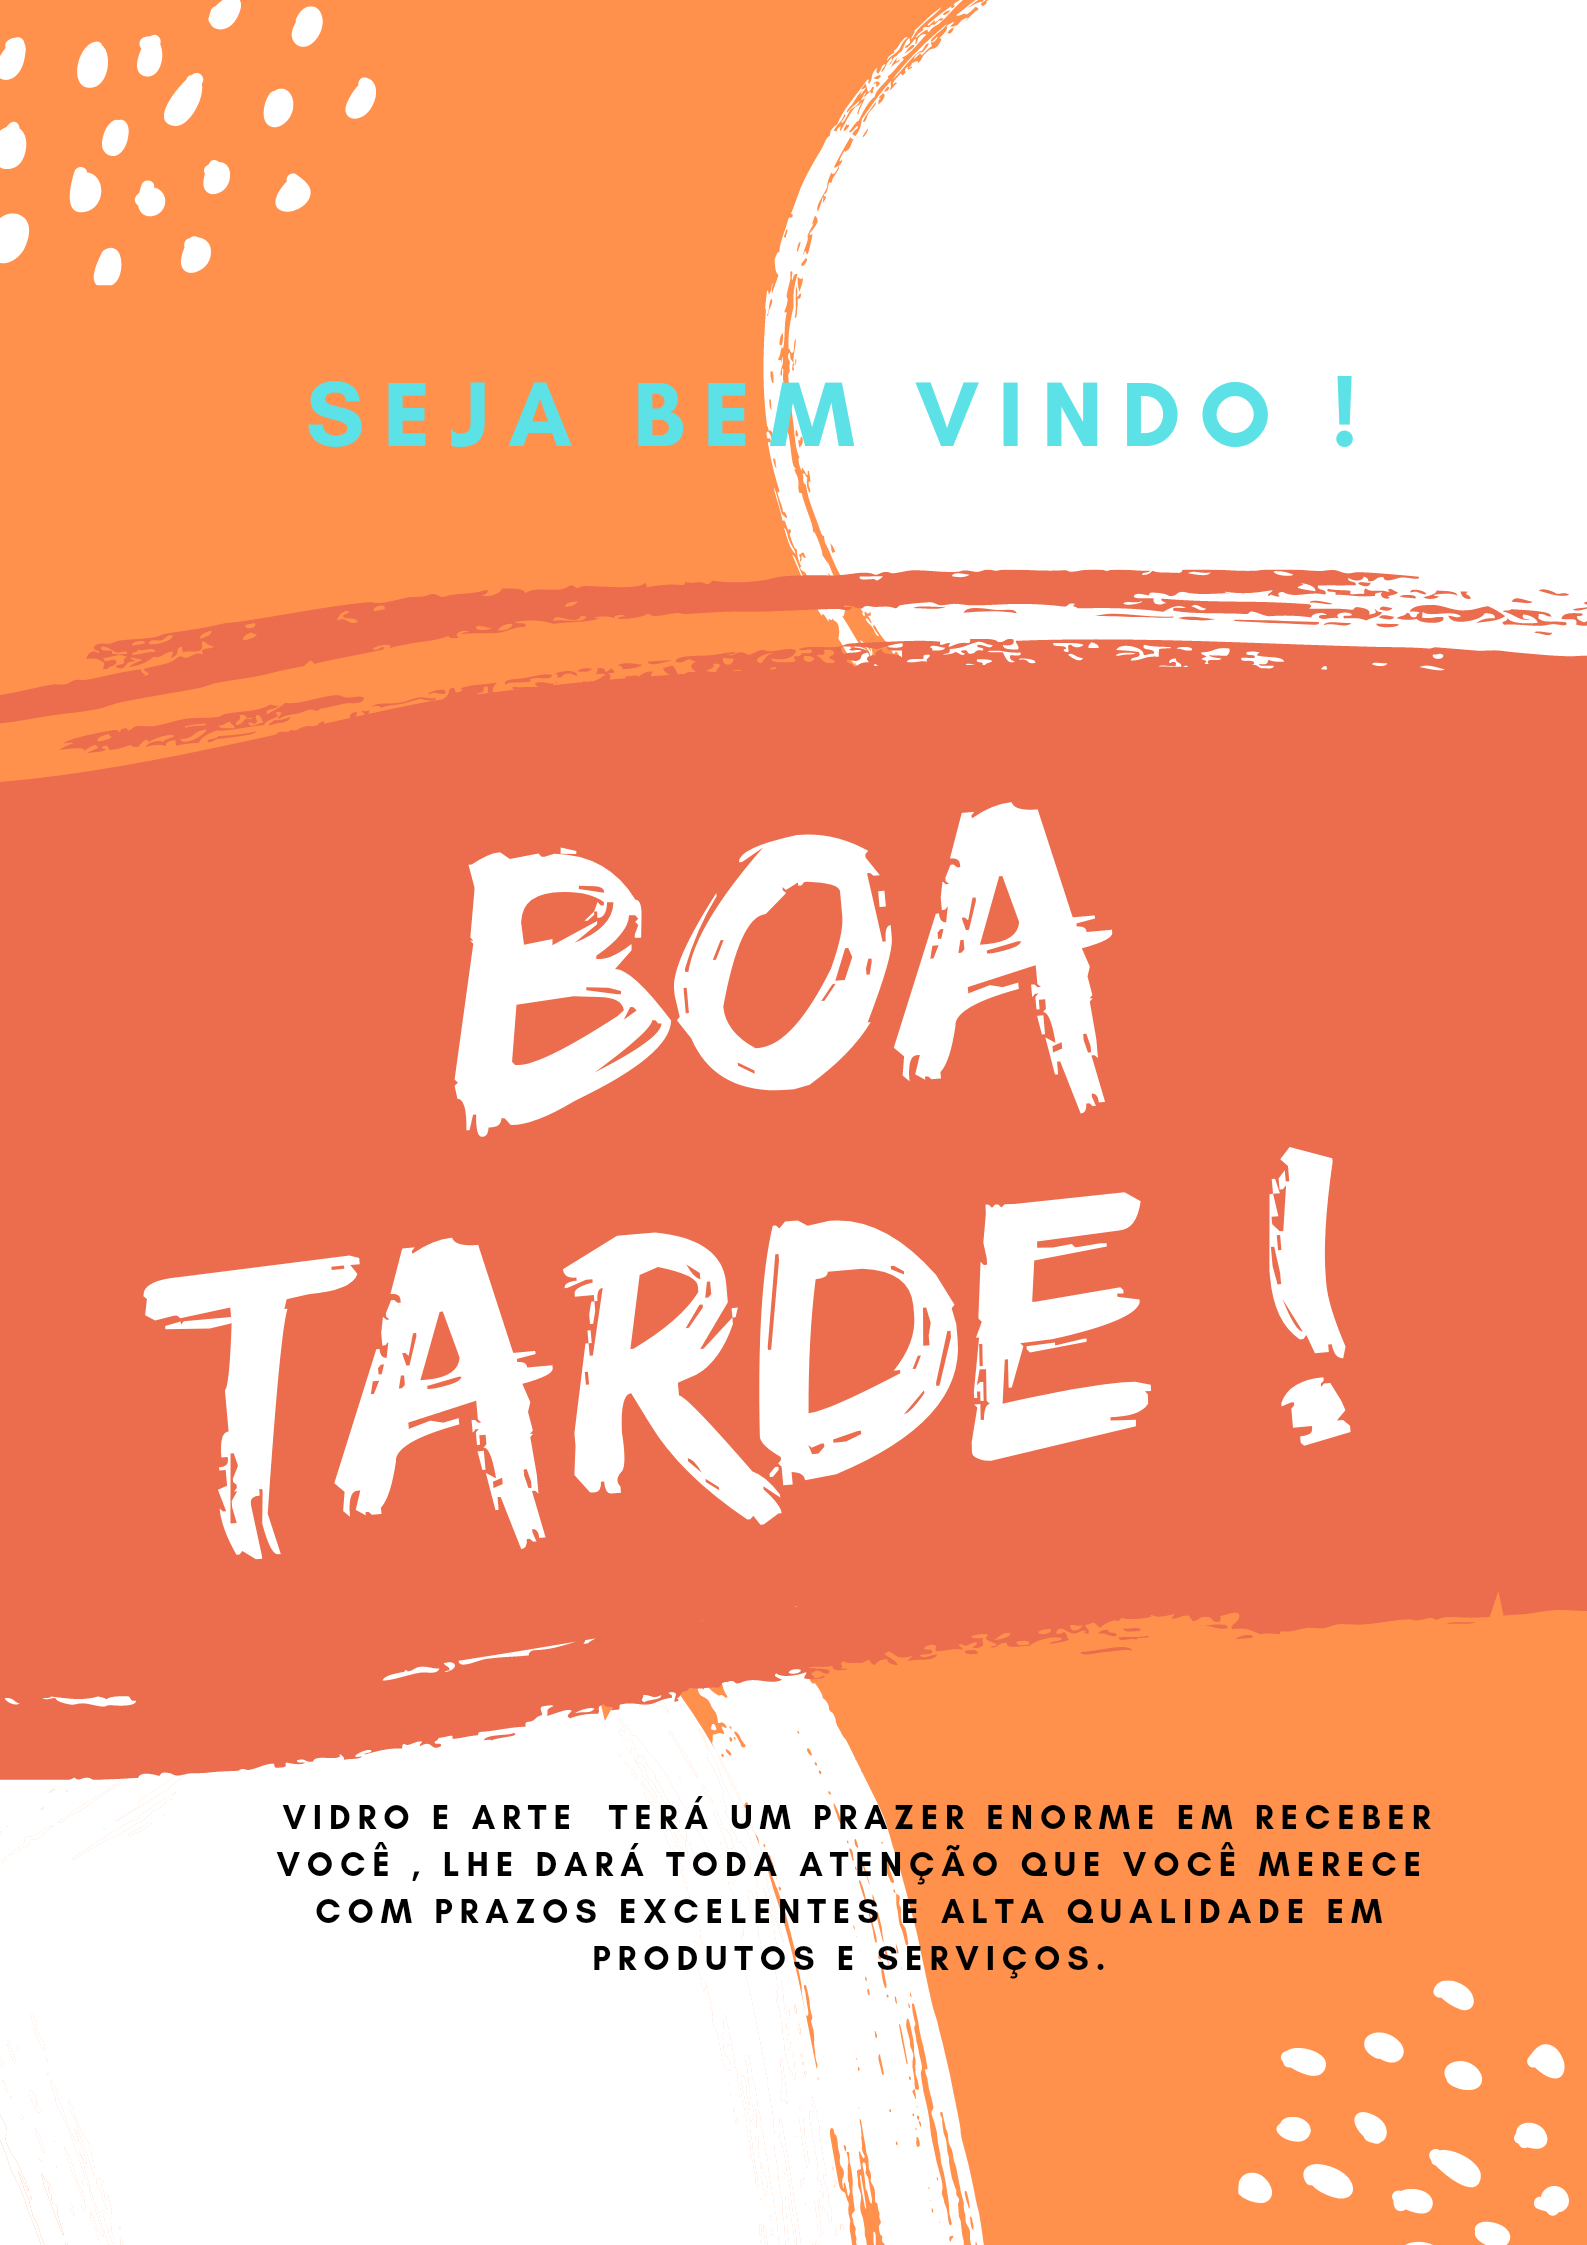 SEJA BEM VINDO !
BOA
TARDE !
VIDRO E ARTE  TERÁ UM PRAZER ENORME EM RECEBER
VOCÊ , LHE DARÁ TODA ATENÇÃO QUE VOCÊ MERECE
COM PRAZOS EXCELENTES E ALTA QUALIDADE EM
PRODUTOS E SERVIÇOS.